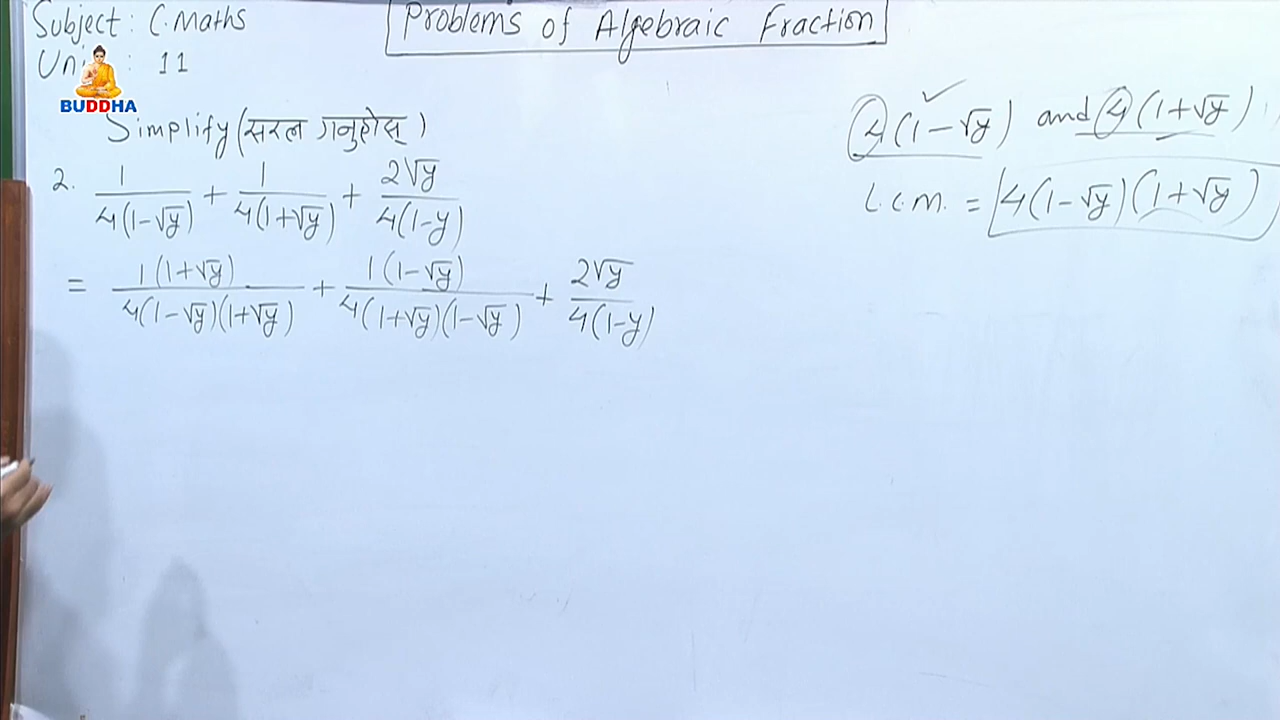 Subject: C. Maths
Problems of Algebraic Fraction
Uni : 11
BUDDHA
Simplify (सरल गर्नुहोस् )
2. 1/4(1-√y) + 1/4(1+√y) + 2√y/4(1-y)
= 1(1+√y)/4(1-√y)(1+√y) + 1(1-√y)/4(1+√y)(1-√y) + 2√y/4(1-y)
4(1-√y) and 4(1+√y)
L.C.M. = 4(1-√y)(1+√y)